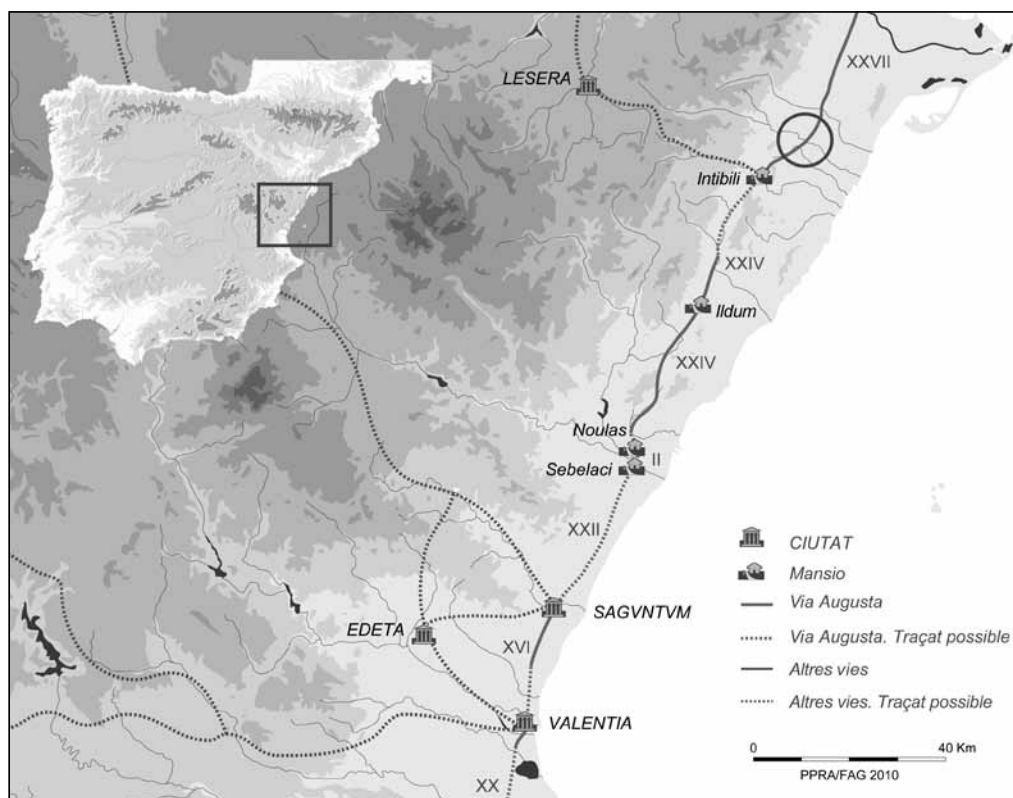 XXVII
LESERA
Intibili
XXIV
Ildum
XXIV
Noulas
II
Sebelaci
XXII
SAGVNTVM
EDETA
XVI
VALENTIA
XX
CIUTAT
Mansio
Via Augusta
Via Augusta. Traçat possible
Altres vies
Altres vies. Traçat possible
0 40 Km
PPRA/FAG 2010